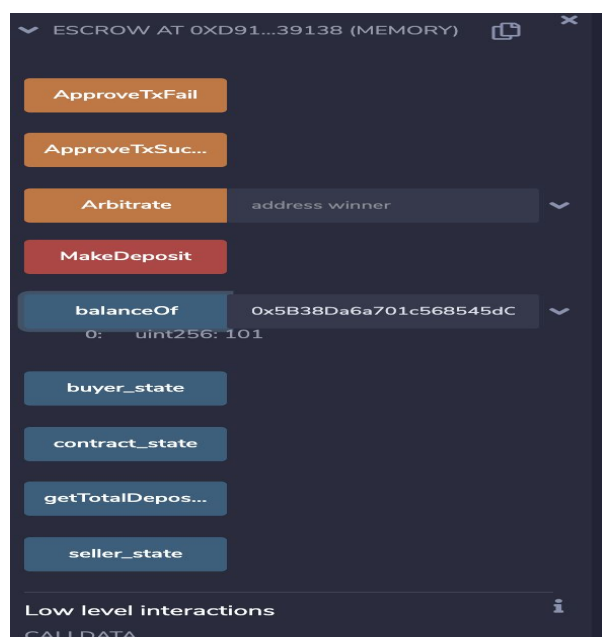 ESCROW AT 0XD91...39138 (MEMORY)
ApproveTxFail
ApproveTxSuc...
Arbitrate address winner
MakeDeposit
balanceOf 0x5B38Da6a701c568545dC
0: uint256: 101
buyer_state
contract_state
getTotalDepos...
seller_state
Low level interactions
CALLDATA